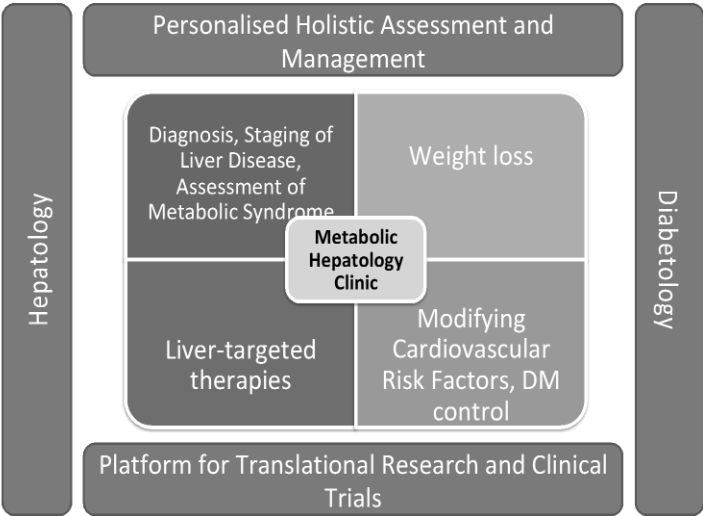 Personalised Holistic Assessment and
Management
Hepatology
Diagnosis, Staging of
Liver Disease,
Assessment of
Metabolic Syndrome
Weight loss
Metabolic
Hepatology
Clinic
Liver-targeted
therapies
Modifying
Cardiovascular
Risk Factors, DM
control
Diabetology
Platform for Translational Research and Clinical
Trials